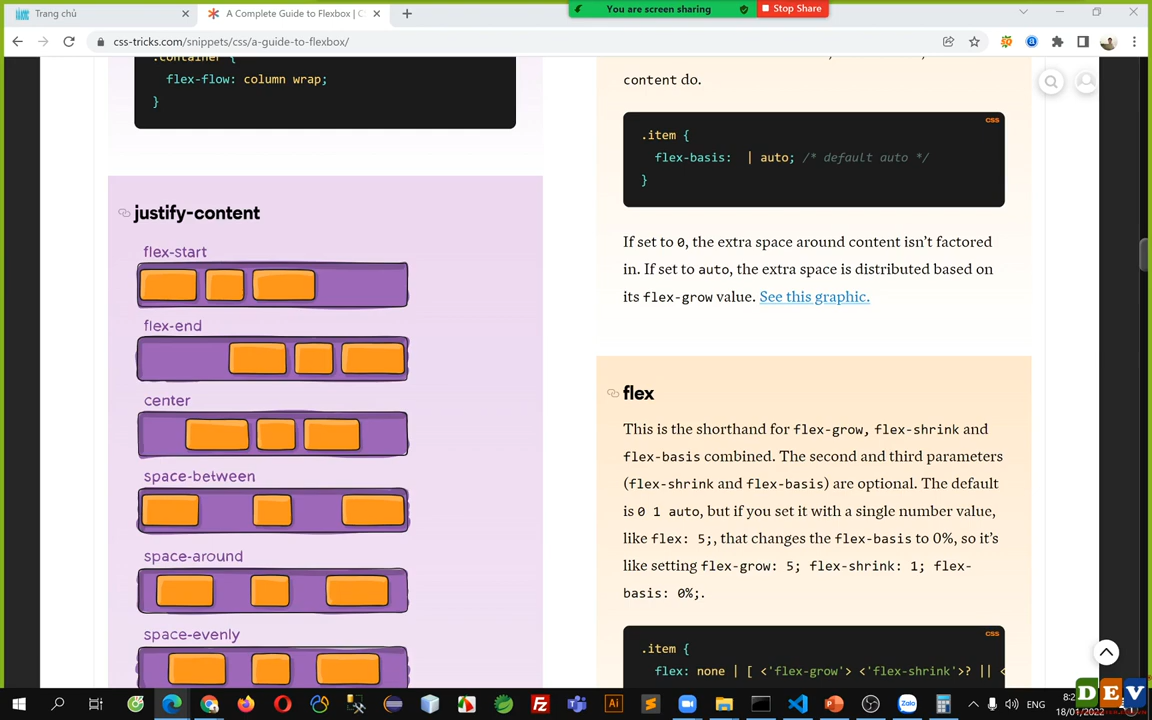 Trang chủ
A Complete Guide to Flexbox | C
You are screen sharing
Stop Share
css-tricks.com/snippets/css/a-guide-to-flexbox/
.container {
flex-flow: column wrap;
}
justify-content
flex-start
flex-end
center
space-between
space-around
space-evenly
content do.
CSS
.item {
flex-basis:  | auto; /* default auto */
}
If set to 0, the extra space around content isn't factored
in. If set to auto, the extra space is distributed based on
its flex-grow value. See this graphic.
flex
This is the shorthand for flex-grow, flex-shrink and
flex-basis combined. The second and third parameters
(flex-shrink and flex-basis) are optional. The default
is 0 1 auto, but if you set it with a single number value,
like flex: 5;, that changes the flex-basis to 0%, so it's
like setting flex-grow: 5; flex-shrink: 1; flex-
basis: 0%;.
CSS
.item {
flex: none | [ <'flex-grow'> <'flex-shrink'>? || <
ENG
18/01/2022
DEV